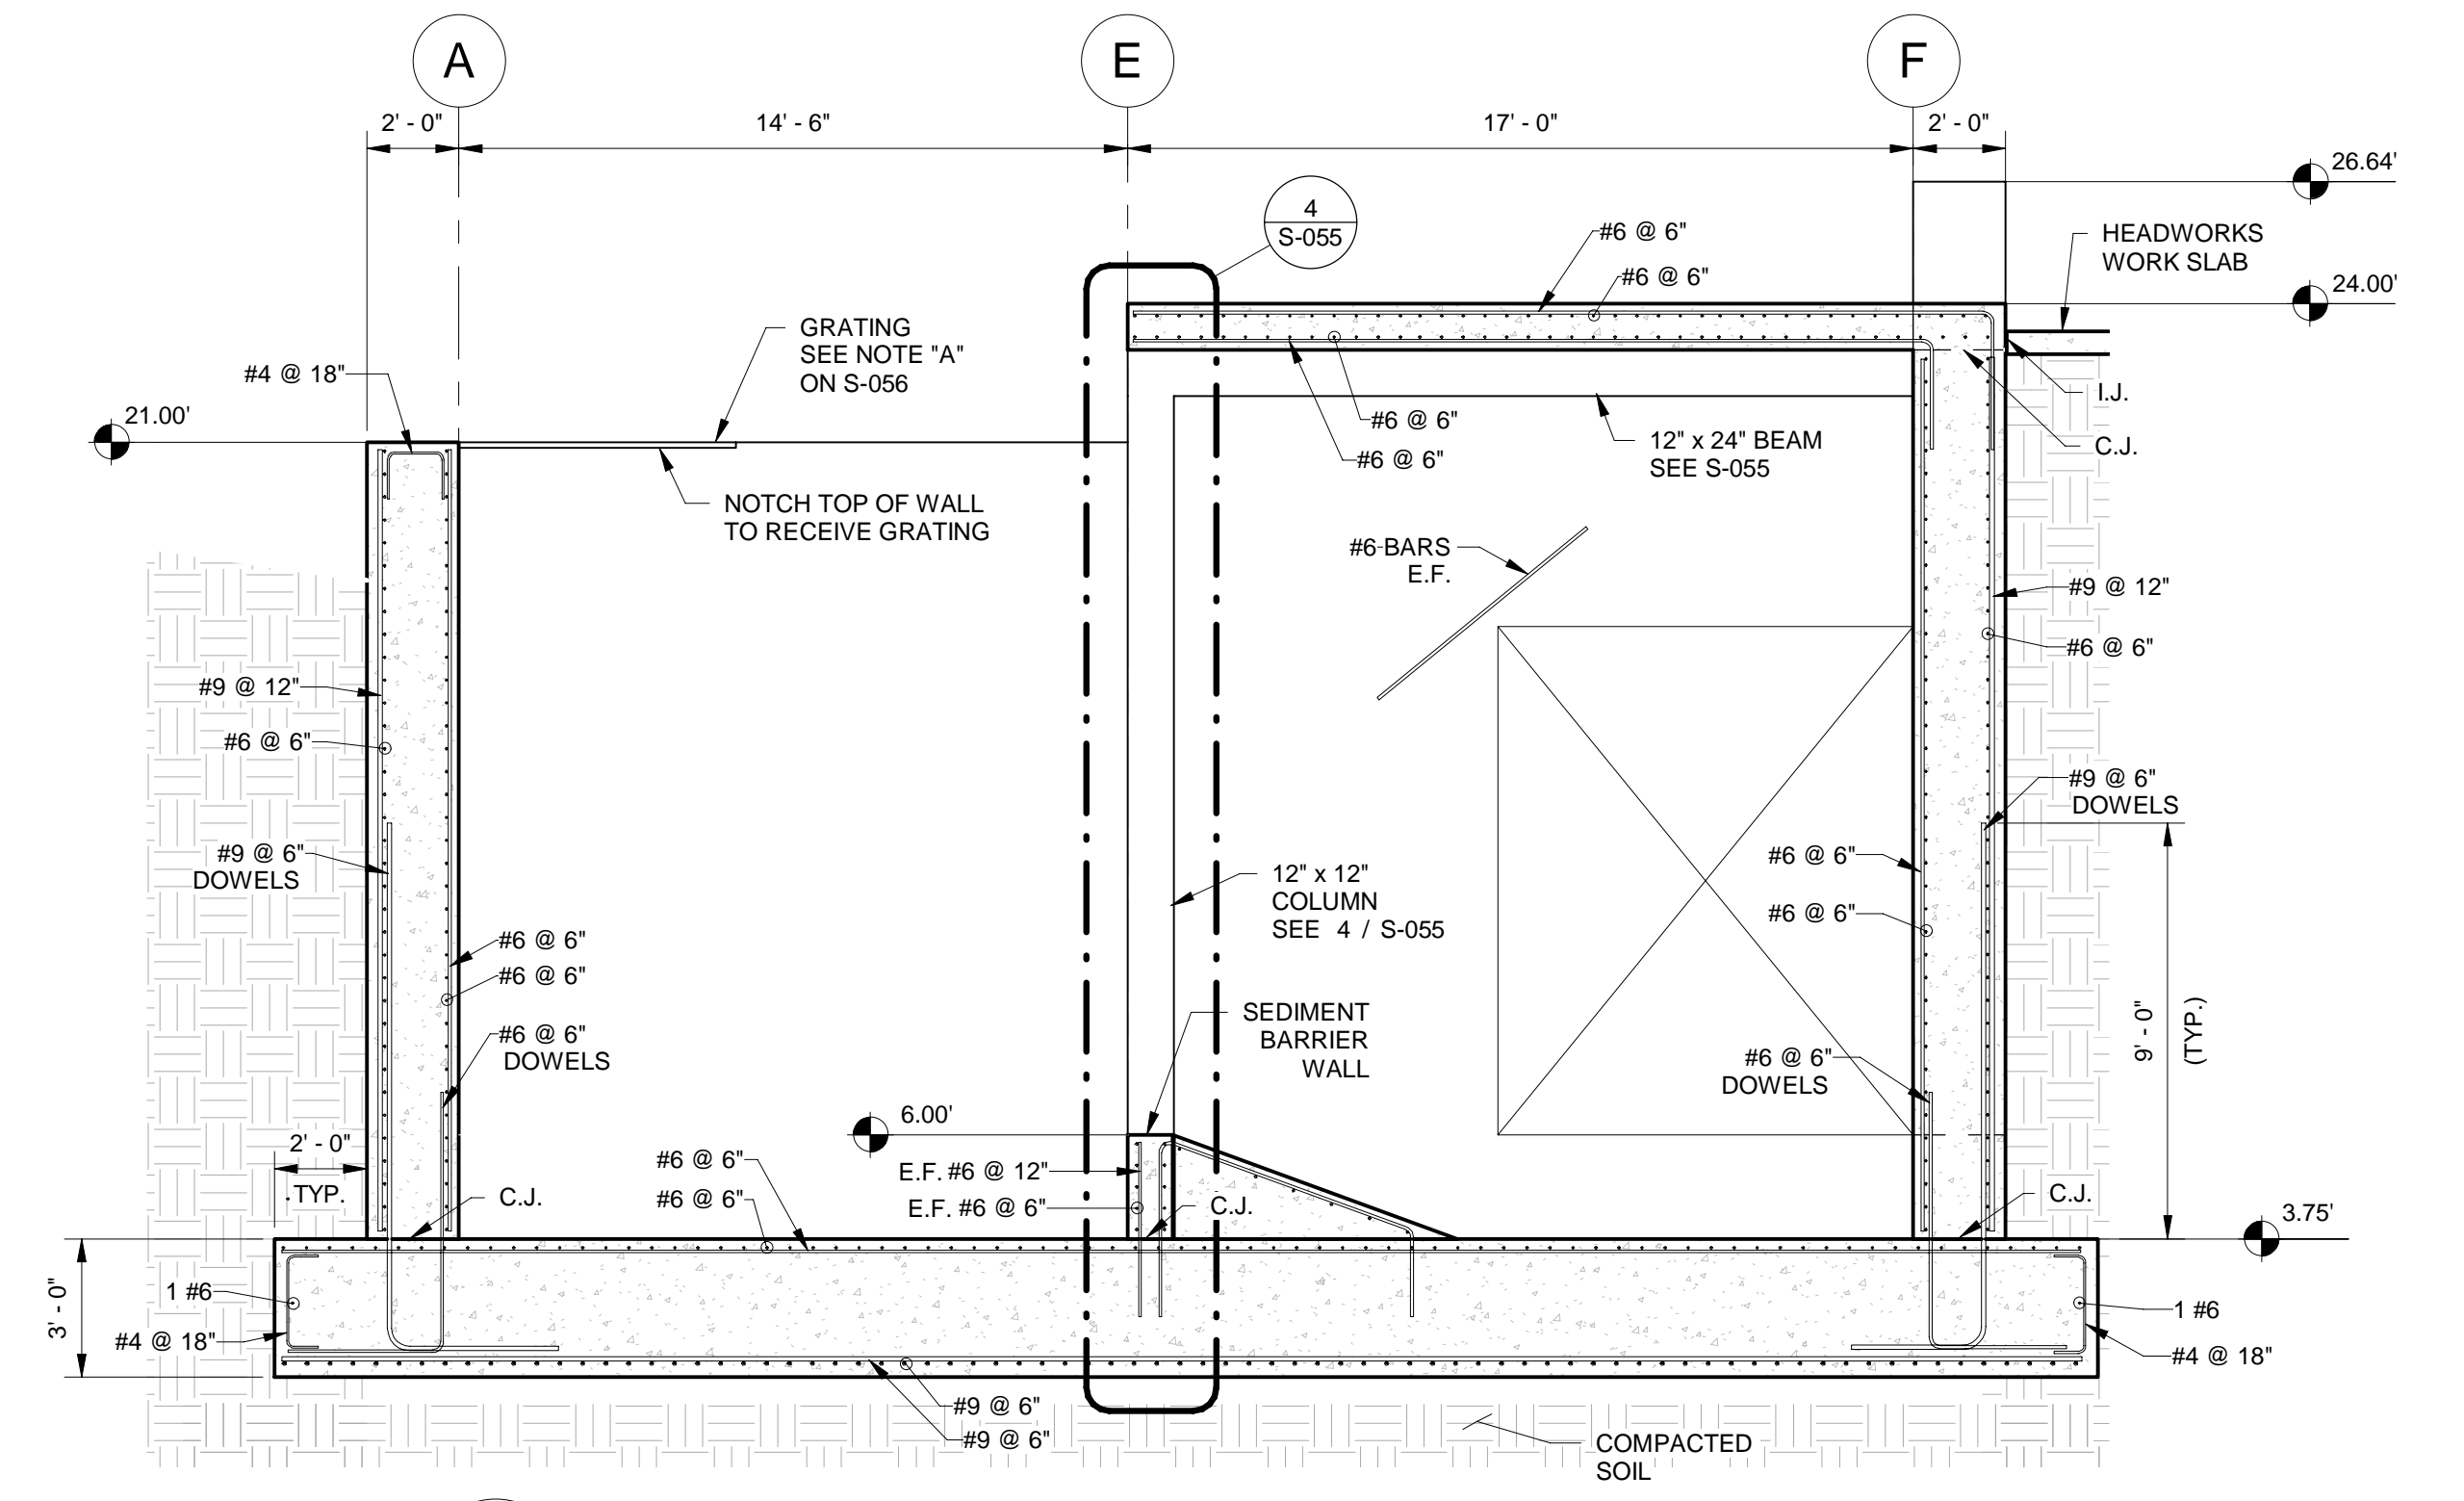 A
E
F
2' - 0"
14' - 6"
17' - 0"
2' - 0"
26.64'
4
S-055
#6 @ 6"
#6 @ 6"
HEADWORKS
WORK SLAB
24.00'
GRATING
SEE NOTE "A"
ON S-056
#4 @ 18"
21.00'
I.J.
C.J.
#6 @ 6"
#6 @ 6"
12" x 24" BEAM
SEE S-055
NOTCH TOP OF WALL
TO RECEIVE GRATING
#6 BARS
E.F.
#9 @ 12"
#6 @ 6"
#9 @ 12"
#6 @ 6"
#9 @ 6"
DOWELS
#9 @ 6"
DOWELS
12" x 12"
COLUMN
SEE 4 / S-055
#6 @ 6"
#6 @ 6"
#6 @ 6"
#6 @ 6"
#6 @ 6"
DOWELS
SEDIMENT
BARRIER
WALL
#6 @ 6"
DOWELS
9' - 0"
(TYP.)
6.00'
2' - 0"
TYP.
C.J.
#6 @ 6"
#6 @ 6"
E.F. #6 @ 12"
E.F. #6 @ 6"
C.J.
C.J.
3.75'
3' - 0"
1 #6
#4 @ 18"
1 #6
#4 @ 18"
#9 @ 6"
#9 @ 6"
COMPACTED
SOIL